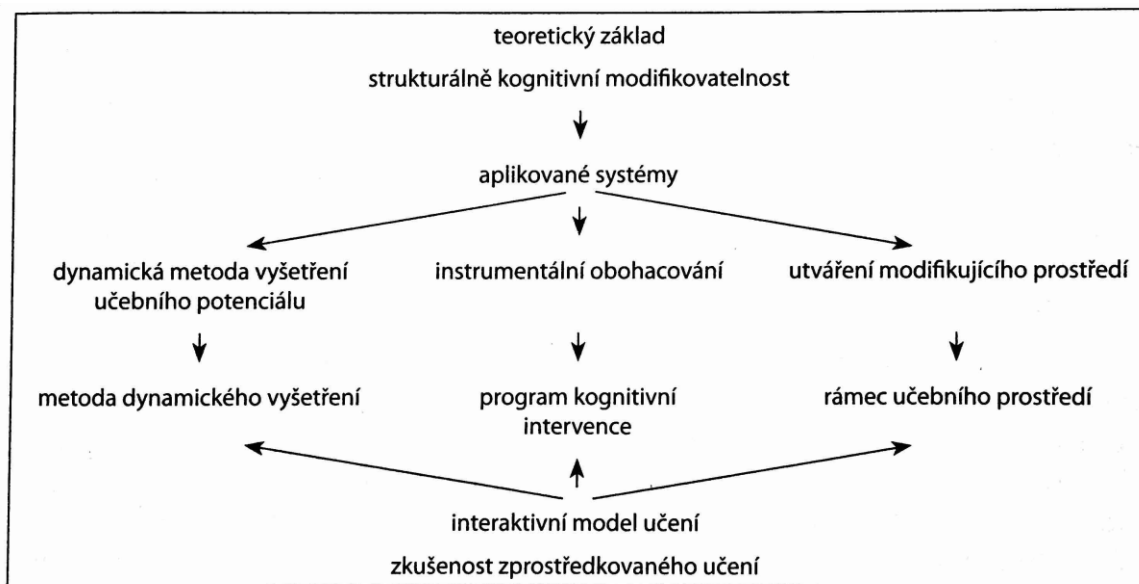 teoretický základ
strukturálně kognitivní modifikovatelnost
aplikované systémy
dynamická metoda vyšetření
učebního potenciálu
instrumentální obohacování
utváření modifikujícího prostředí
metoda dynamického vyšetření
program kognitivní
intervence
rámec učebního prostředí
interaktivní model učení
zkušenost zprostředkovaného učení